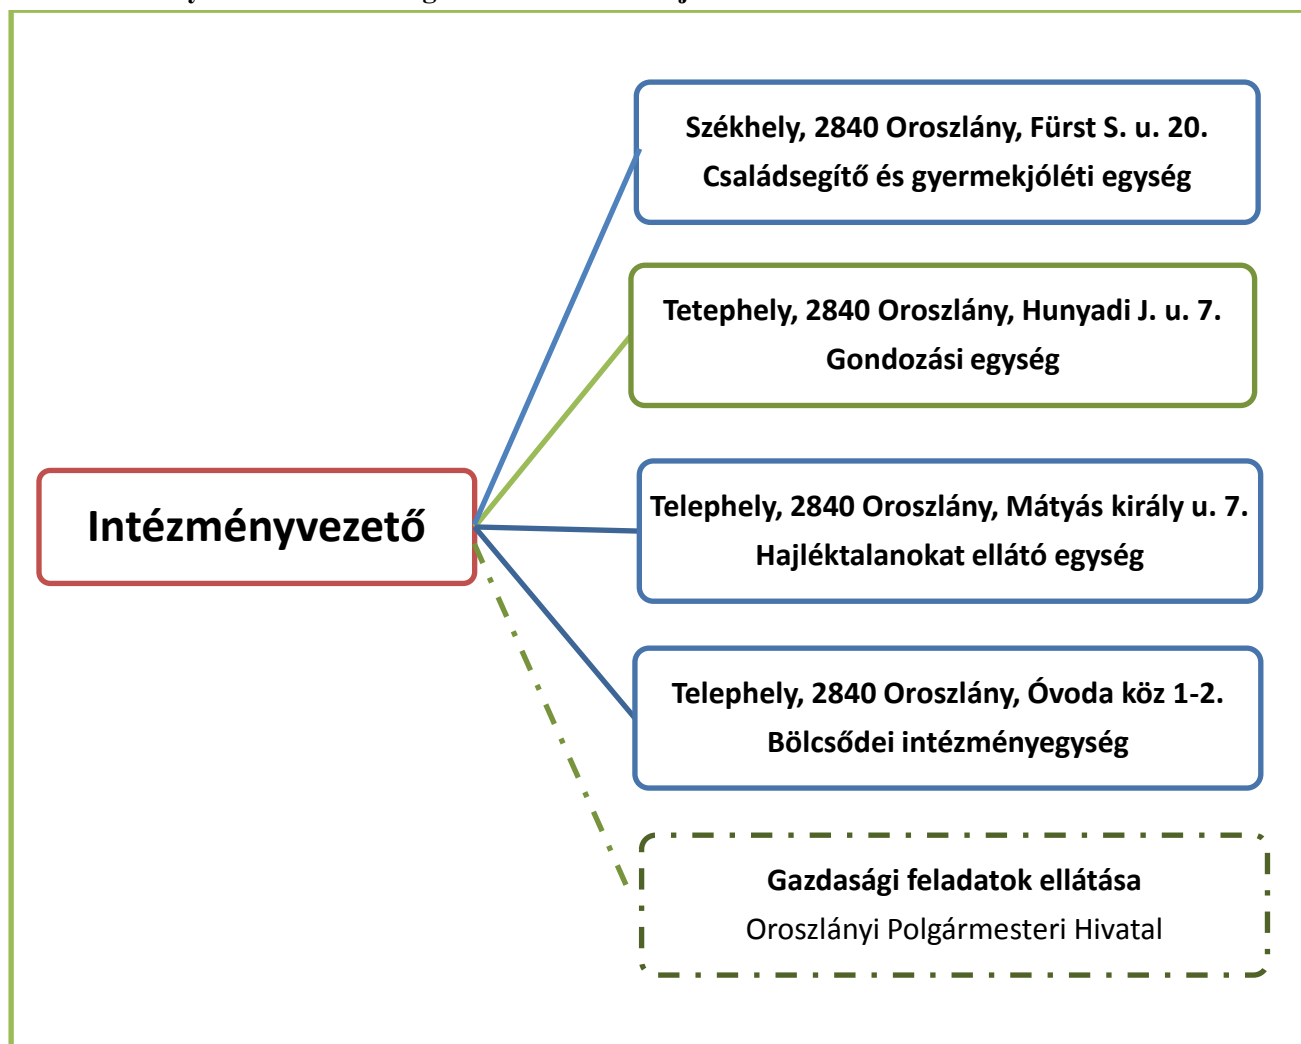 Székhely, 2840 Oroszlány, Fürst S. u. 20.
Családsegítő és gyermekjóléti egység
Tetephely, 2840 Oroszlány, Hunyadi J. u. 7.
Gondozási egység
Intézményvezető
Telephely, 2840 Oroszlány, Mátyás király u. 7.
Hajléktalanokat ellátó egység
Telephely, 2840 Oroszlány, Óvoda köz 1-2.
Bölcsődei intézményegység
Gazdasági feladatok ellátása
Oroszlányi Polgármesteri Hivatal